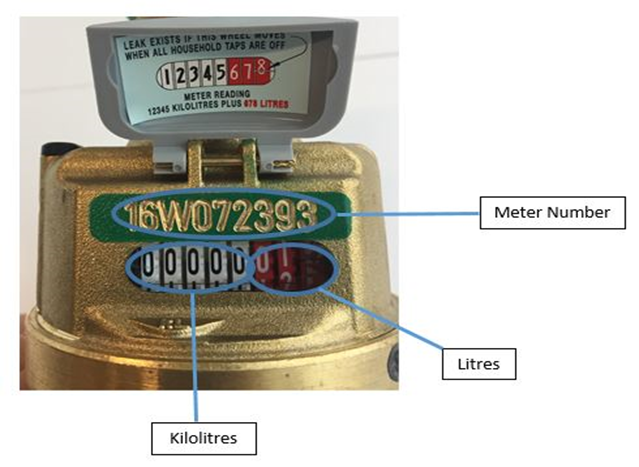 LEAK EXISTS IF THIS WHEEL MOVES
WHEN ALL HOUSEHOLD TAPS ARE OFF
12345678
METER READING
12345 KILOLITRES PLUS 678 LITRES
16W072393
Meter Number
00000 01
Litres
Kilolitres